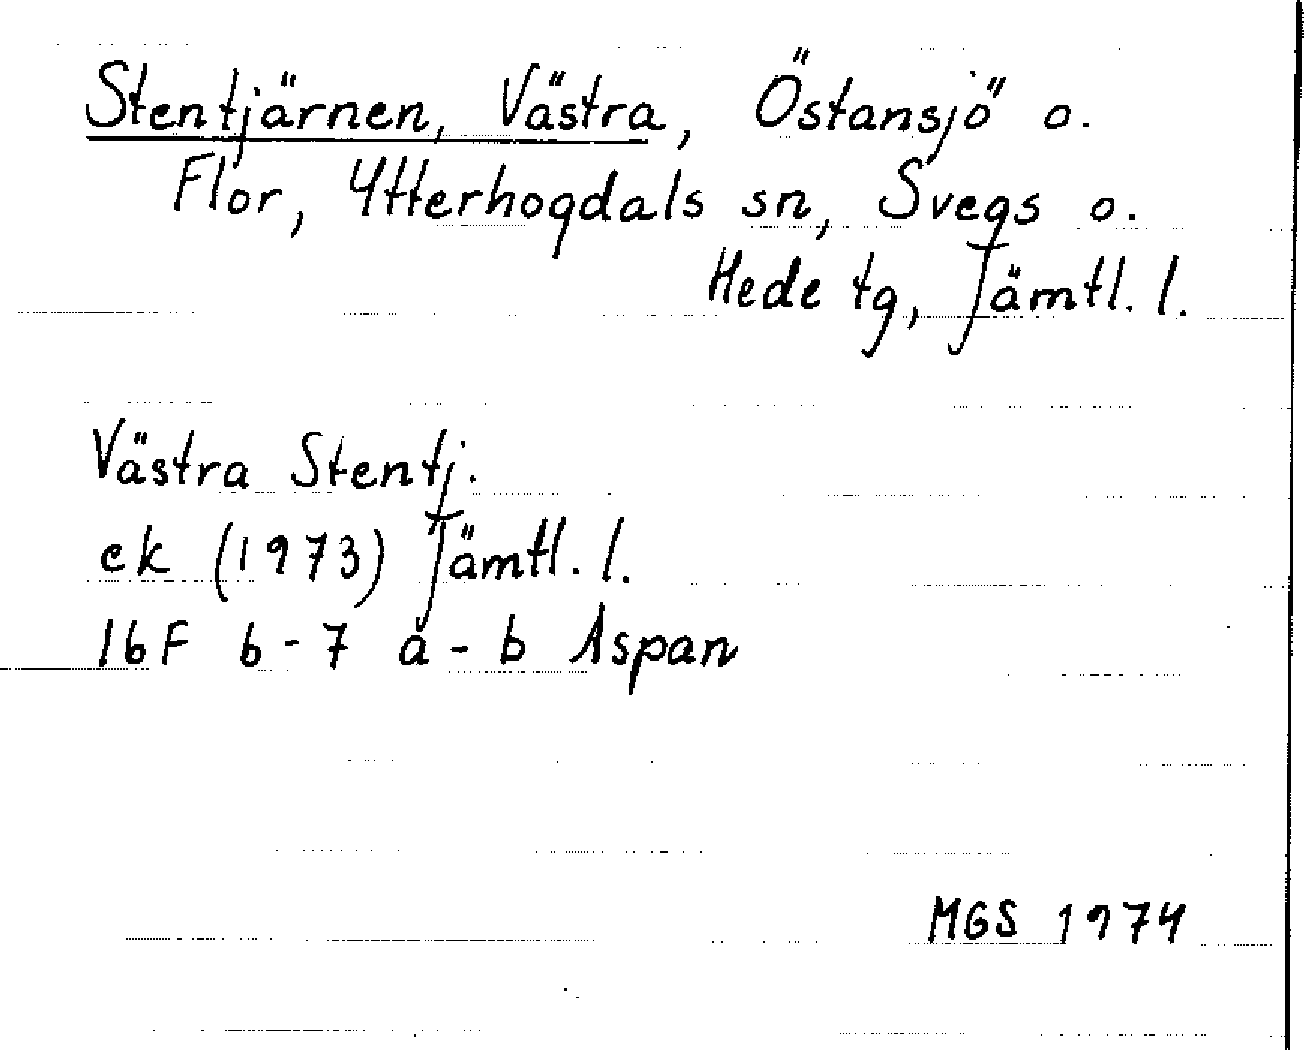 Stentjärnen, Västra, Östansjö o.
Flor, Ytterhogdals sn, Svegs o.
Hede tg, Jämtl. l.
Västra Stentj.
ek (1973) Jämtl. l.
16F 6-7 a-b Aspan
MGS 1974